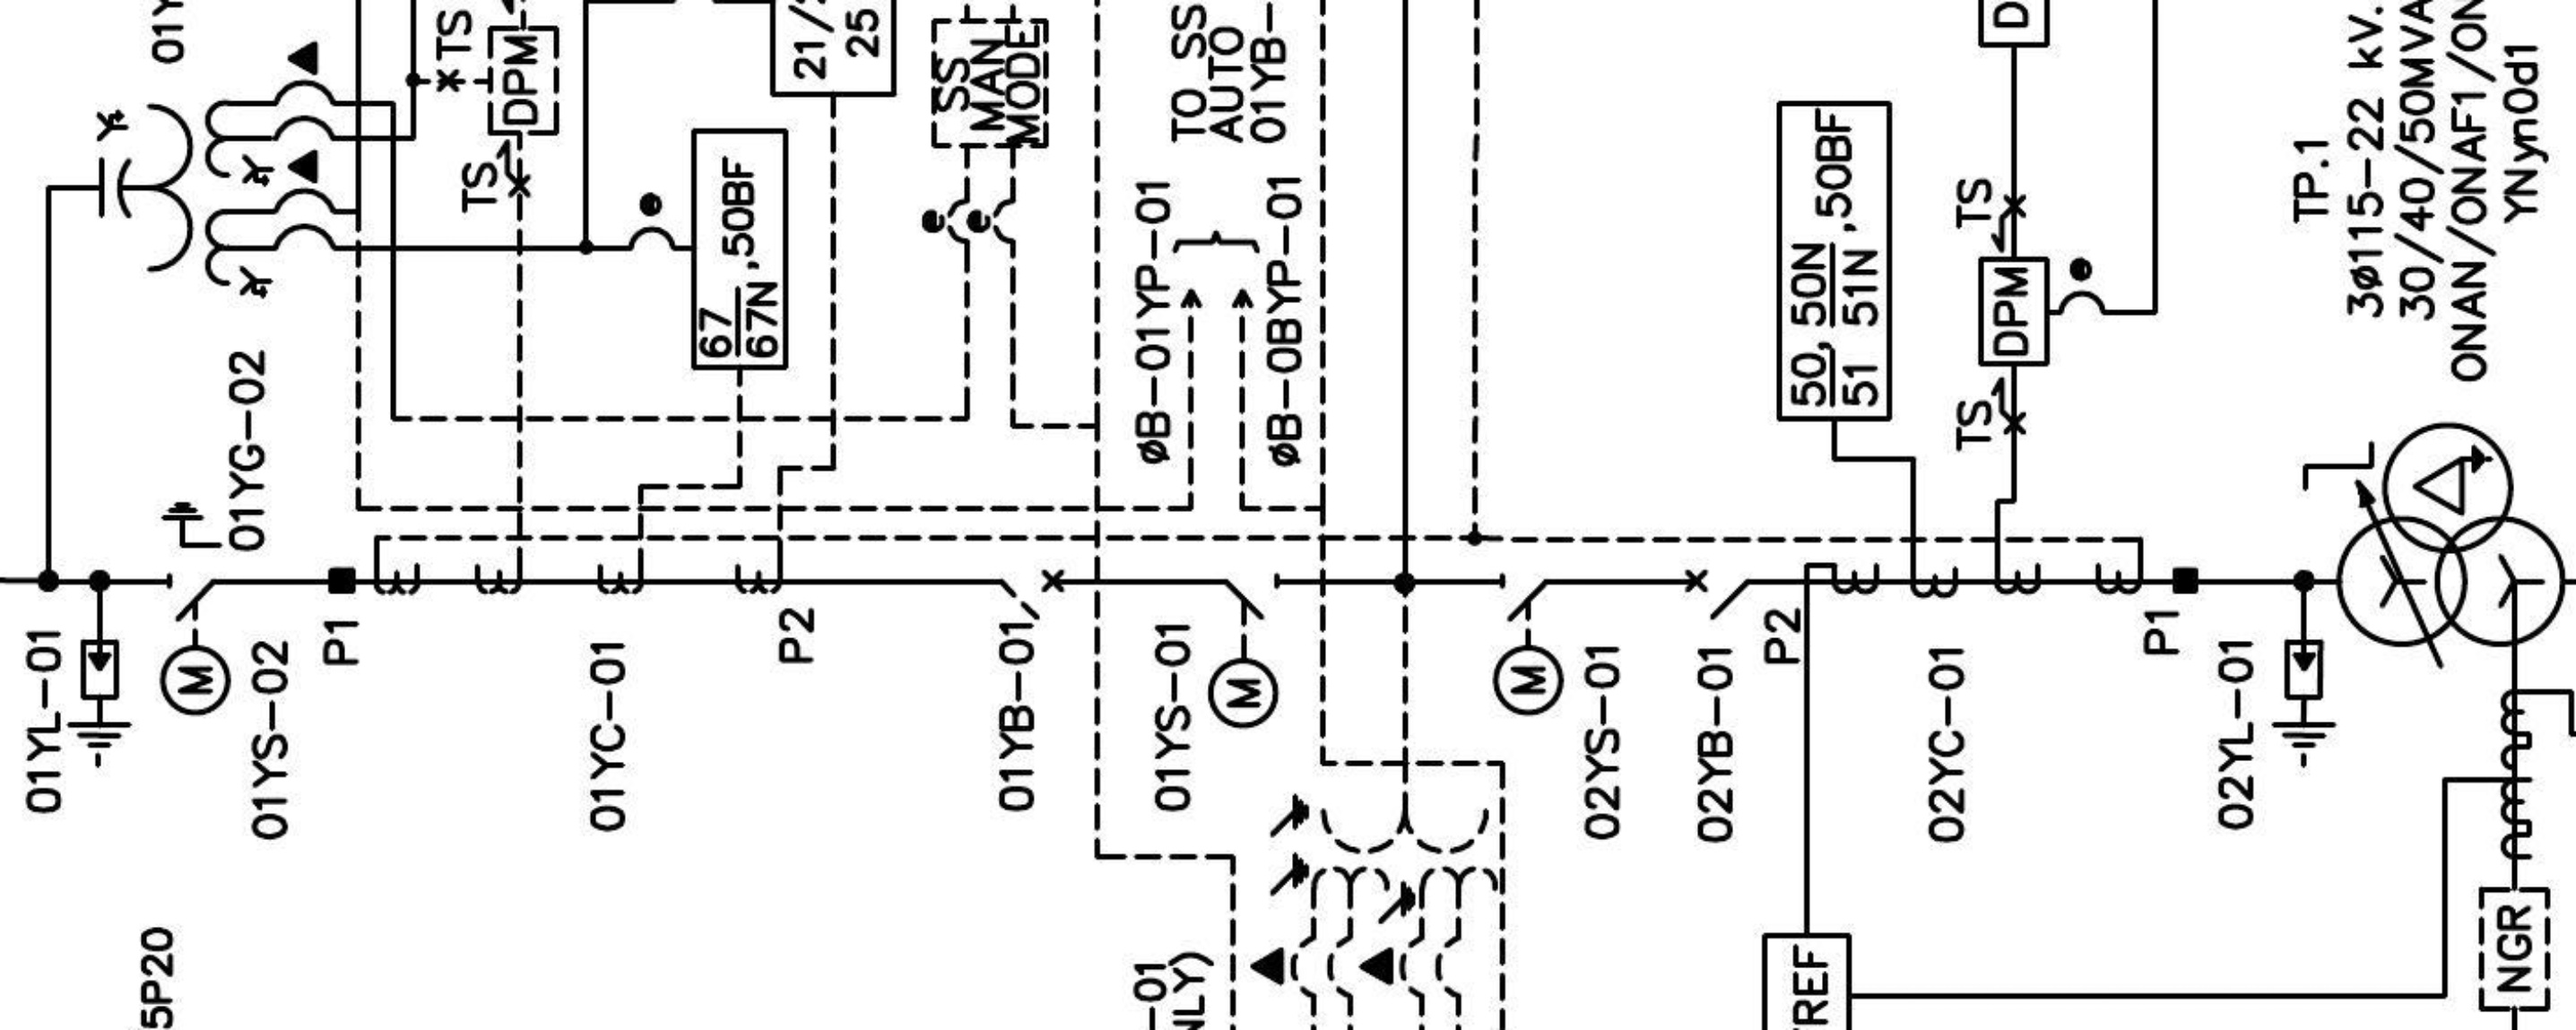 01Y
TS
DPM
TS
21/
25
67
67N
,50BF
SS
MAN
MODE
TO SS
AUTO
01YB-
ØB-01YP-01
ØB-0BYP-01
D
50, 50N
51 51N
,50BF
TS
DPM
TS
TP.1
3Ø115-22 kV.
30/40/50MVA
ONAN/ONAF1/ON
YNyn0d1
01YG-02
01YL-01
M
01YS-02
P1
01YC-01
P2
01YB-01
01YS-01
M
M
02YS-01
02YB-01
P2
02YC-01
P1
02YL-01
5P20
-01
NLY)
REF
NGR